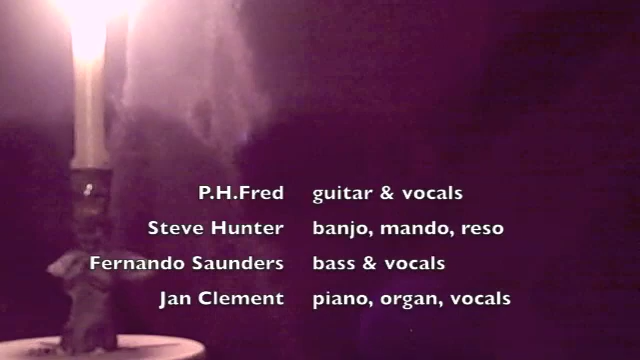 P.H.Fred guitar & vocals
Steve Hunter banjo, mando, reso
Fernando Saunders bass & vocals
Jan Clement piano, organ, vocals